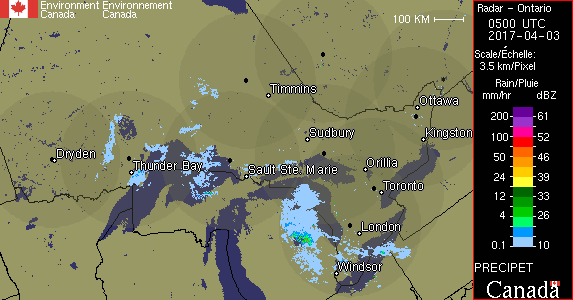 Environment Environnement
Canada Canada
100 KM
Timmins
Ottawa
Sudbury
Kingston
Dryden
Thunder Bay
Sault Ste. Marie
Orillia
Toronto
London
Windsor
Radar - Ontario
0500 UTC
2017-04-03
Scale/Échelle:
3.5 km/Pixel
Rain/Pluie
mm/hr dBZ
200 61
100 52
50 46
24 39
12 33
4 26
0.1 10
PRECIPET
Canada